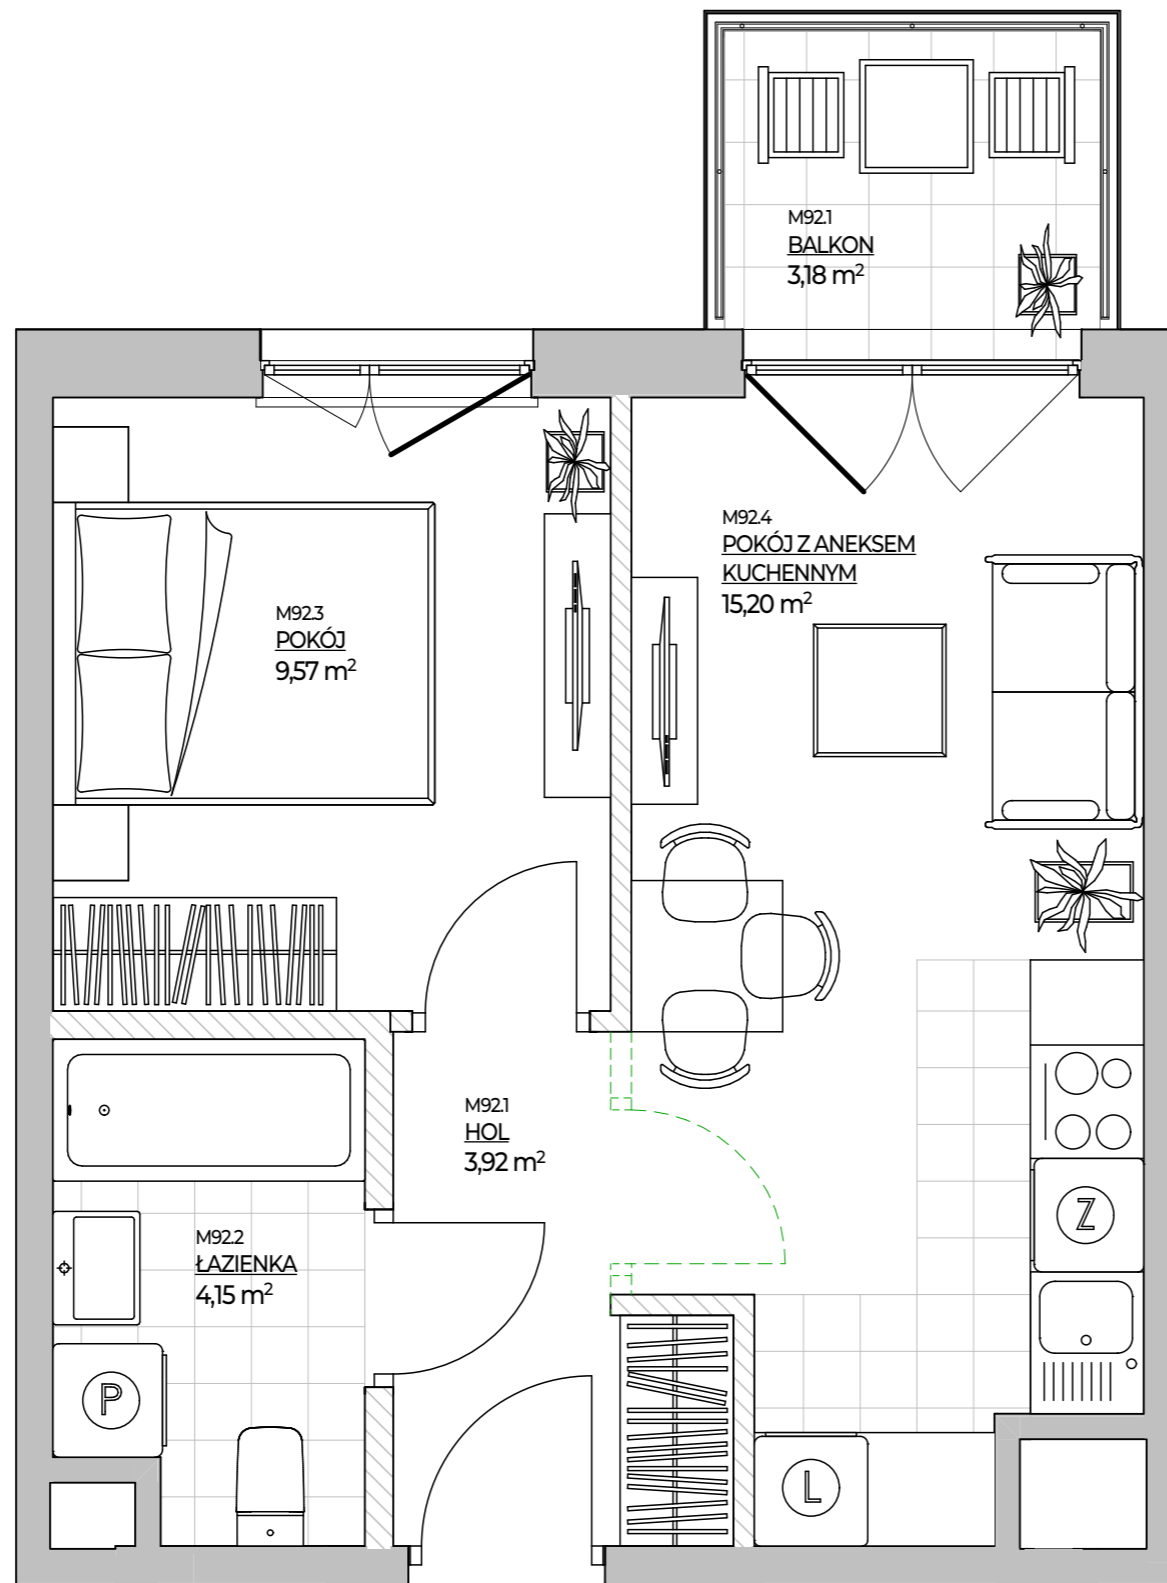 M92.1
BALKON
3,18 m²
M92.4
POKÓJ Z ANEKSEM
KUCHENNYM
15,20 m²
M92.3
POKÓJ
9,57 m²
M92.1
HOL
3,92 m²
Z
M92.2
ŁAZIENKA
4,15 m²
P
L